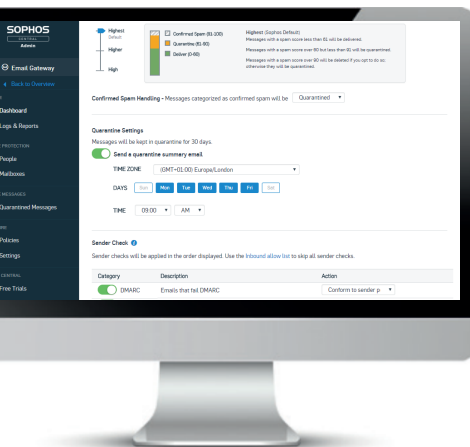 SOPHOS
CENTRAL
Admin
Email Gateway
Back to Overview
Dashboard
Logs & Reports
PROTECTION
People
Mailboxes
MESSAGES
Quarantined Messages
Policies
Settings
CENTRAL
Free Trials
Highest
Default
Higher
High
Confirmed Spam (81-100)
Quarantine (61-80)
Deliver (0-60)
Highest (Sophos Default)
Messages with a spam score less than 61 will be delivered.
Messages with a spam score over 60 but less than 81 will be quarantined.
Messages with a spam score over 80 will be deleted if you opt to do so,
otherwise they will be quarantined.
Confirmed Spam Handling - Messages categorized as confirmed spam will be Quarantined
Quarantine Settings
Messages will be kept in quarantine for 30 days.
Send a quarantine summary email
TIME ZONE (GMT+01:00) Europe/London
DAYS Sun Mon Tue Wed Thu Fri Sat
TIME 09:00 AM
Sender Check
Sender checks will be applied in the order displayed. Use the Inbound allow list to skip all sender checks.
Category Description Action
DMARC Emails that fail DMARC Conform to sender p